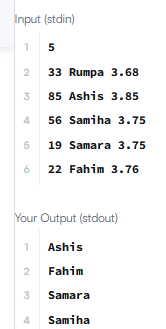 Input (stdin)
1 5
2 33 Rumpa 3.68
3 85 Ashis 3.85
4 56 Samiha 3.75
5 19 Samara 3.75
6 22 Fahim 3.76
Your Output (stdout)
1 Ashis
2 Fahim
3 Samara
4 Samiha